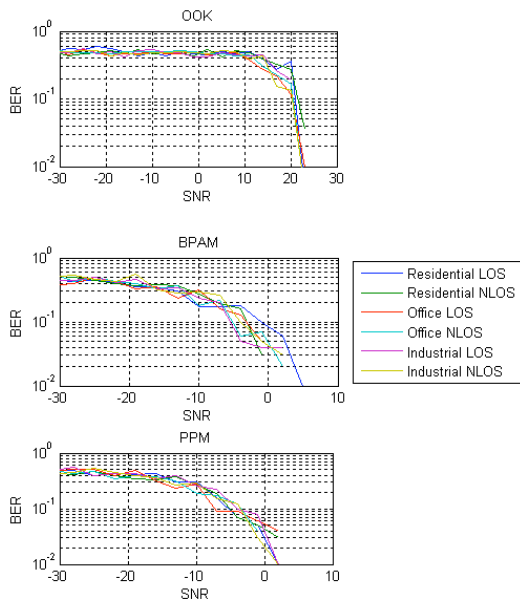 OOK
10^0
10^-1
10^-2
BER
-30 -20 -10 0 10 20 30
SNR
BPAM
10^0
10^-1
10^-2
BER
-30 -20 -10 0 10
SNR
Residential LOS
Residential NLOS
Office LOS
Office NLOS
Industrial LOS
Industrial NLOS
PPM
10^0
10^-1
10^-2
BER
-30 -20 -10 0 10
SNR